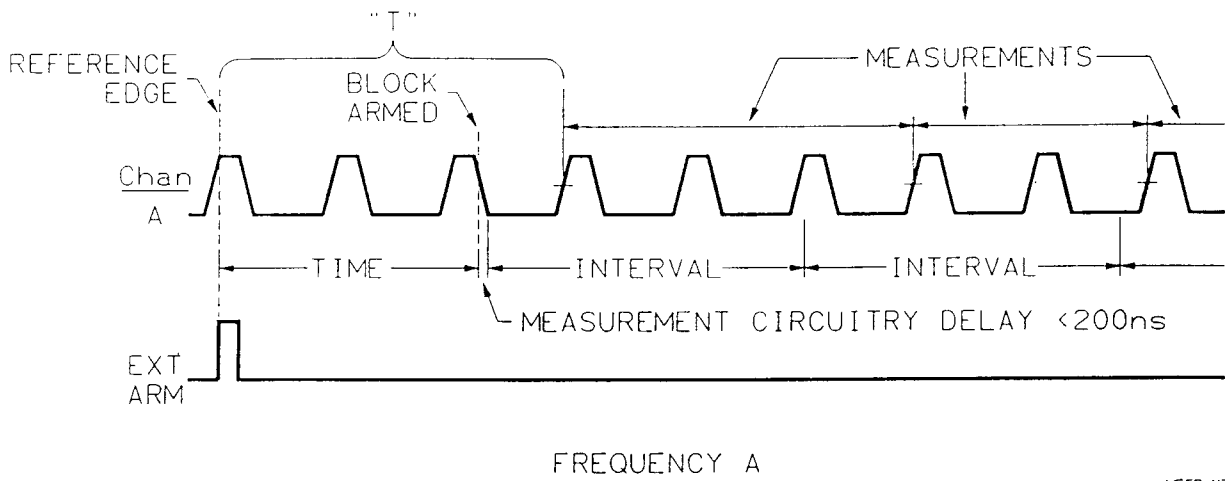 "T"
REFERENCE
EDGE
BLOCK
ARMED
MEASUREMENTS
Chan
A
TIME
INTERVAL
INTERVAL
MEASUREMENT CIRCUITRY DELAY <200ns
EXT
ARM
FREQUENCY A